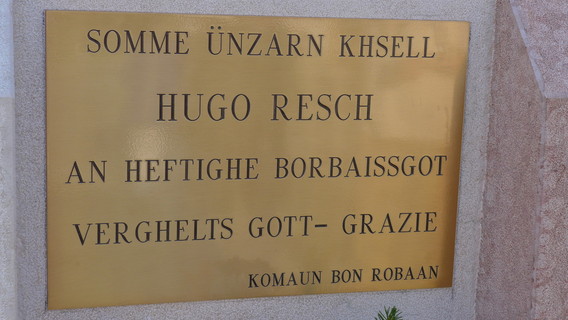 SOMME ÜNZARN KHSELL
HUGO RESCH
AN HEFTIGHE BORBAISSGOT
VERGHELTS GOTT- GRAZIE
KOMAUN BON ROBAAN